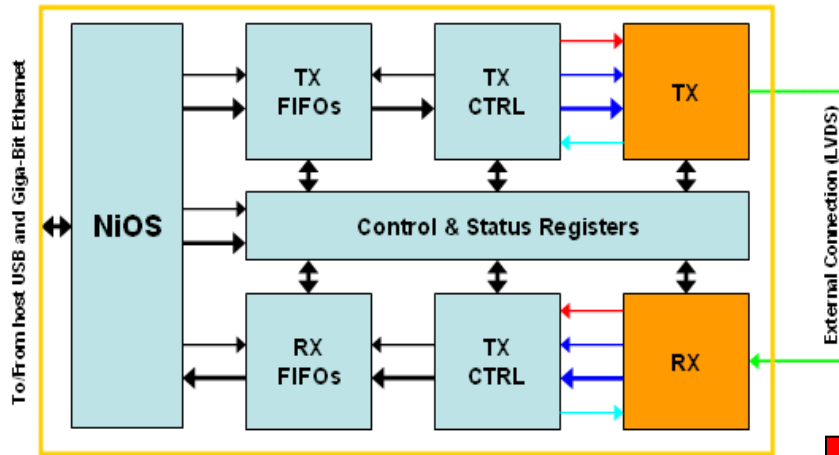 To/From host USB and Giga-Bit Ethernet
NiOS
TX
FIFOs
TX
CTRL
TX
Control & Status Registers
RX
FIFOs
TX
CTRL
RX
External Connection (LVDS)